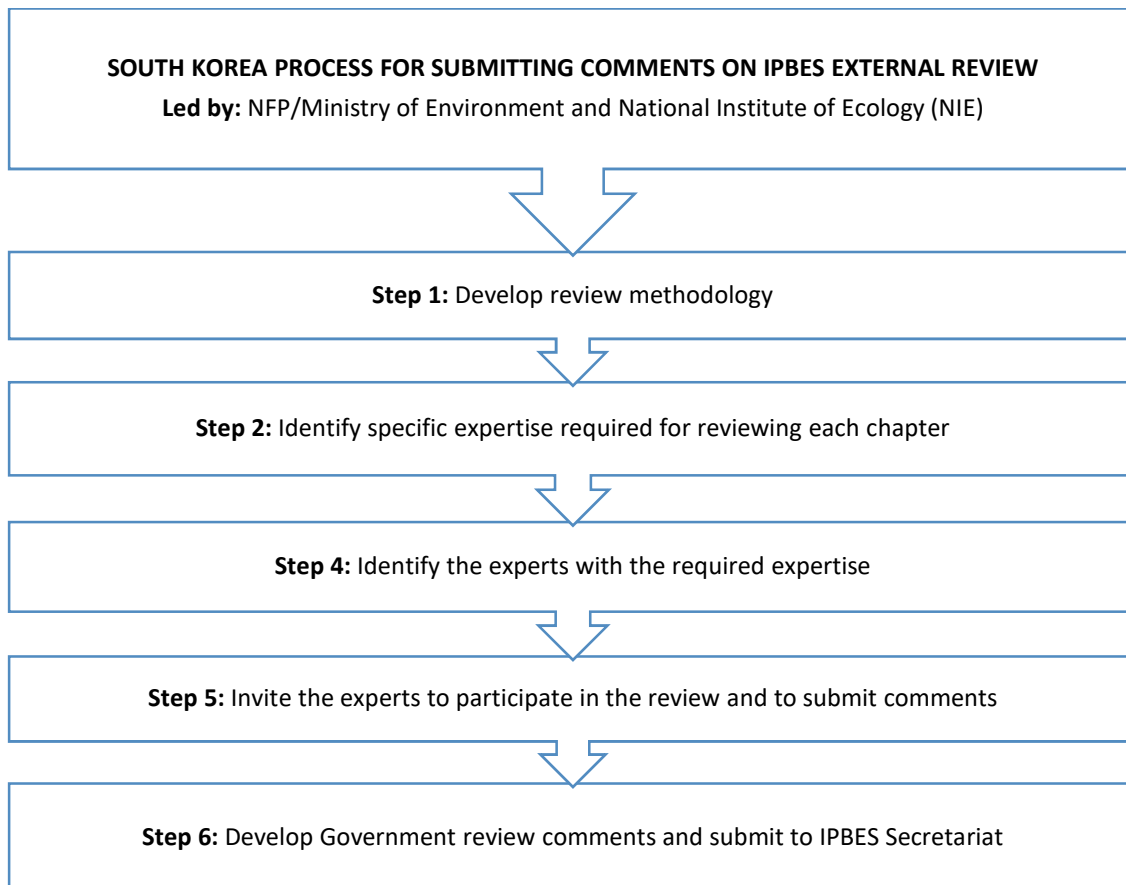 SOUTH KOREA PROCESS FOR SUBMITTING COMMENTS ON IPBES EXTERNAL REVIEW
Led by: NFP/Ministry of Environment and National Institute of Ecology (NIE)
Step 1: Develop review methodology
Step 2: Identify specific expertise required for reviewing each chapter
Step 4: Identify the experts with the required expertise
Step 5: Invite the experts to participate in the review and to submit comments
Step 6: Develop Government review comments and submit to IPBES Secretariat